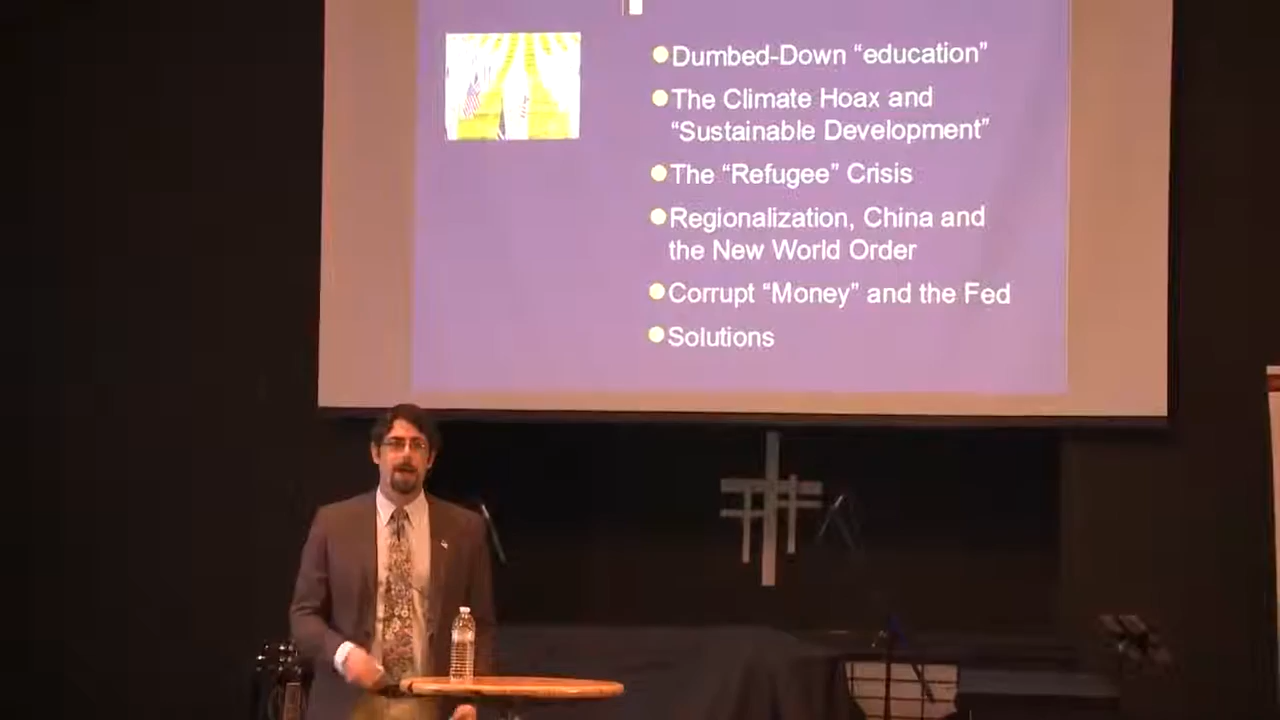 Dumbed-Down “education”
The Climate Hoax and
“Sustainable Development”
The “Refugee” Crisis
Regionalization, China and
the New World Order
Corrupt “Money” and the Fed
Solutions